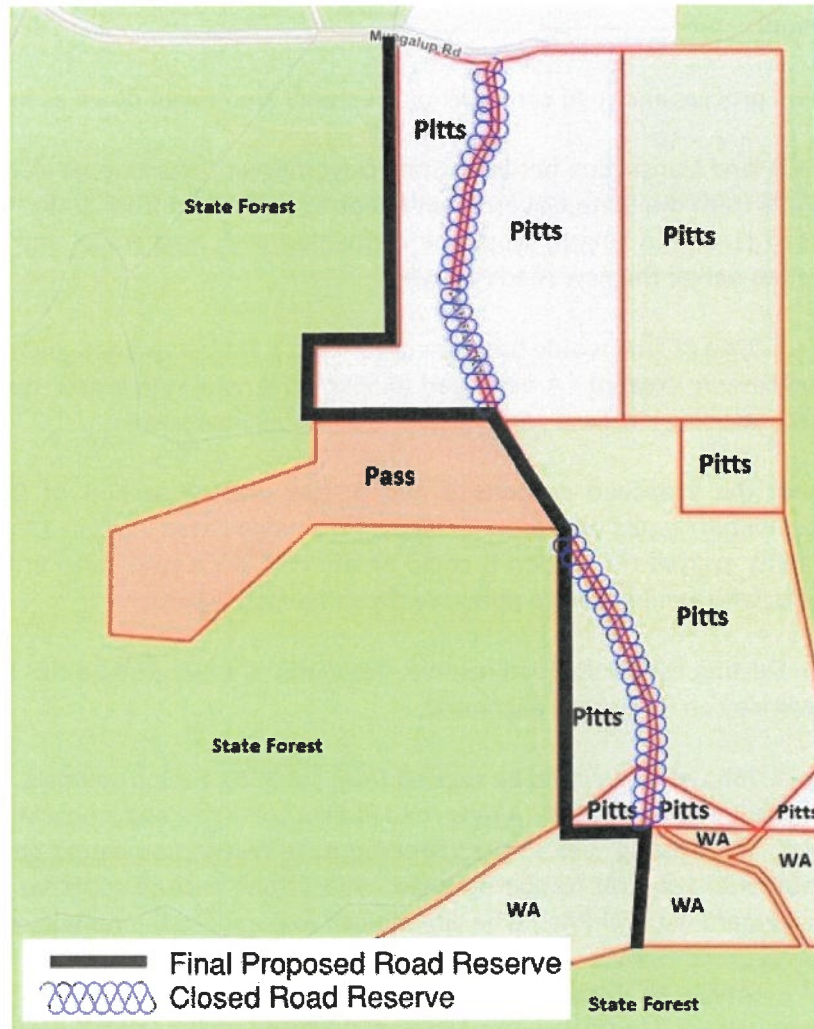 Mungalup Rd
Pitts
State Forest
Pitts
Pitts
Pitts
Pass
Pitts
Pitts
State Forest
Pitts
Pitts
Pitts
WA
WA
WA
WA
Final Proposed Road Reserve
Closed Road Reserve
State Forest